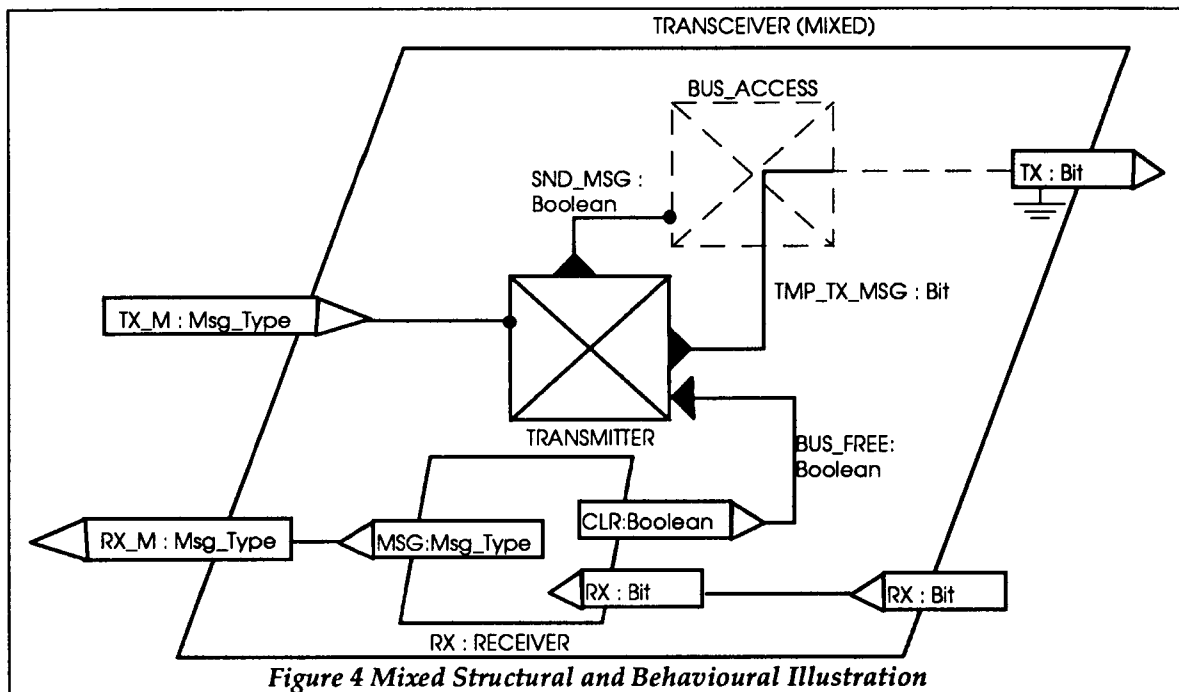 TRANSCEIVER (MIXED)
BUS_ACCESS
SND_MSG :
Boolean
TX : Bit
TX_M : Msg_Type
TMP_TX_MSG : Bit
TRANSMITTER
BUS_FREE:
Boolean
CLR:Boolean
RX_M : Msg_Type
MSG:Msg_Type
RX : Bit
RX : Bit
RX : RECEIVER
Figure 4 Mixed Structural and Behavioural Illustration